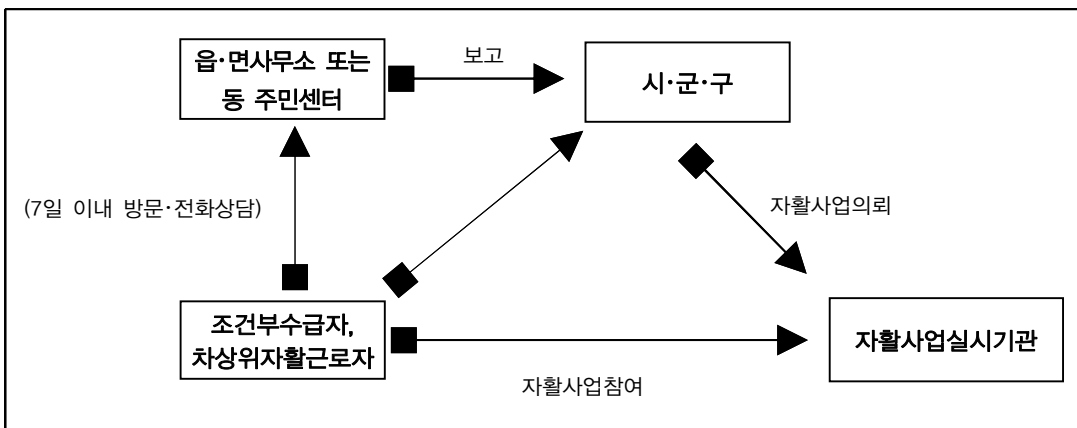 읍·면사무소 또는
동 주민센터
보고
시·군·구
(7일 이내 방문·전화상담)
자활사업의뢰
조건부수급자,
차상위자활근로자
자활사업실시기관
자활사업참여